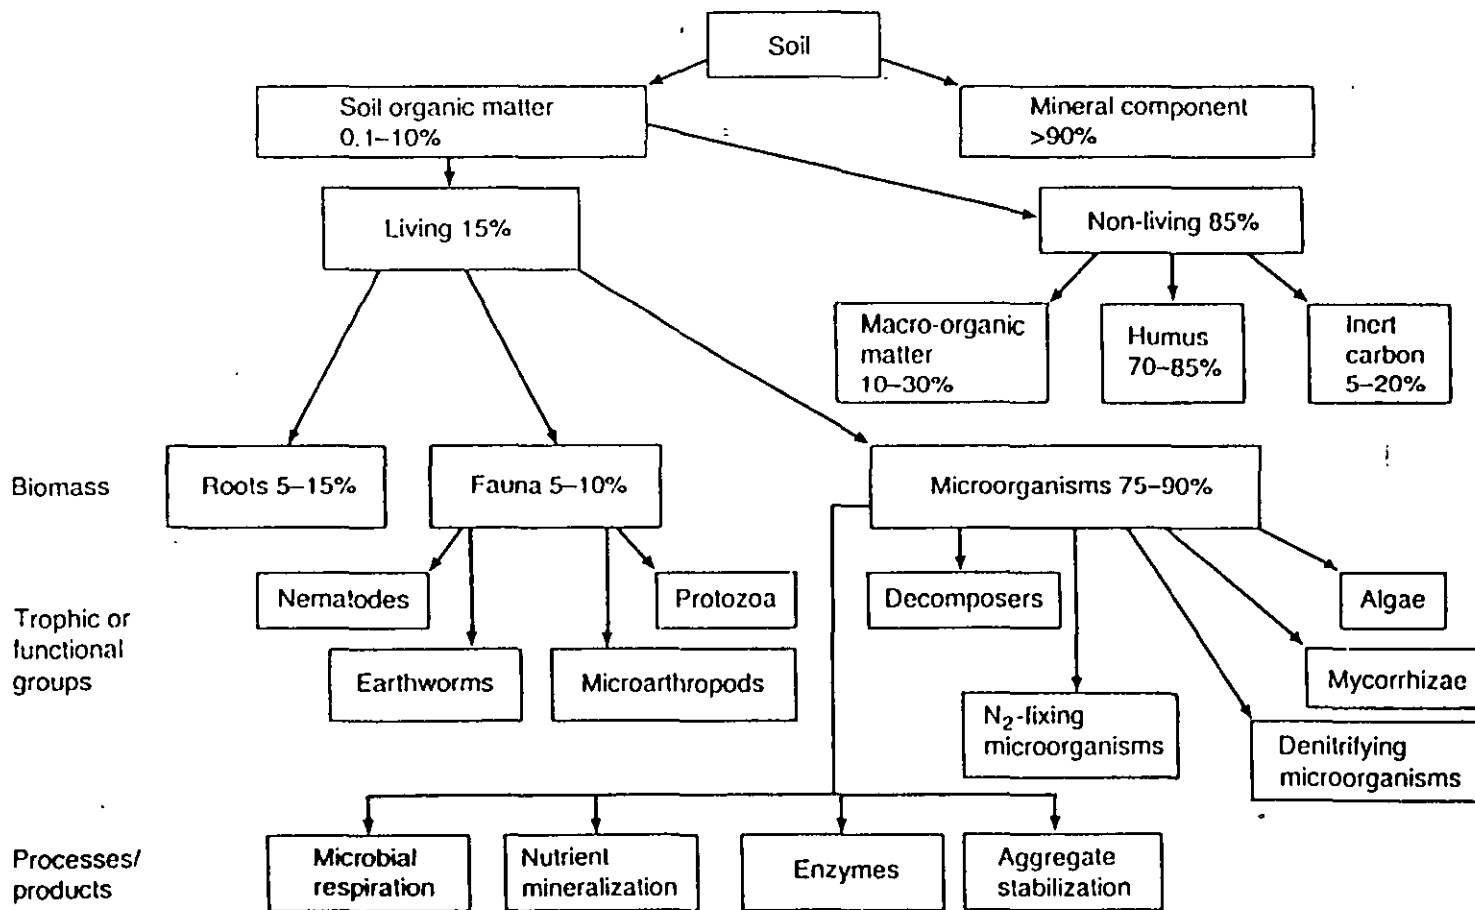 Soil
Soil organic matter
0.1–10%
Mineral component
>90%
Living 15%
Non-living 85%
Macro-organic
matter
10–30%
Humus
70–85%
Inert
carbon
5–20%
Biomass
Roots 5–15%
Fauna 5–10%
Microorganisms 75–90%
Trophic or
functional
groups
Nematodes
Protozoa
Decomposers
Algae
Earthworms
Microarthropods
Mycorrhizae
N₂-fixing
microorganisms
Denitrifying
microorganisms
Processes/
products
Microbial
respiration
Nutrient
mineralization
Enzymes
Aggregate
stabilization